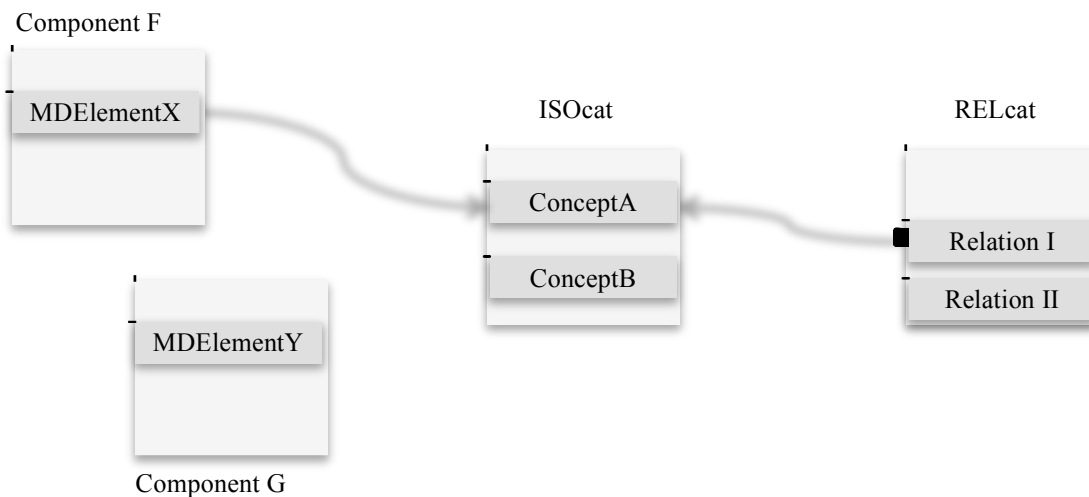 Component F
MDElementX
ISOcat
RELcat
ConceptA
Relation I
ConceptB
Relation II
MDElementY
Component G